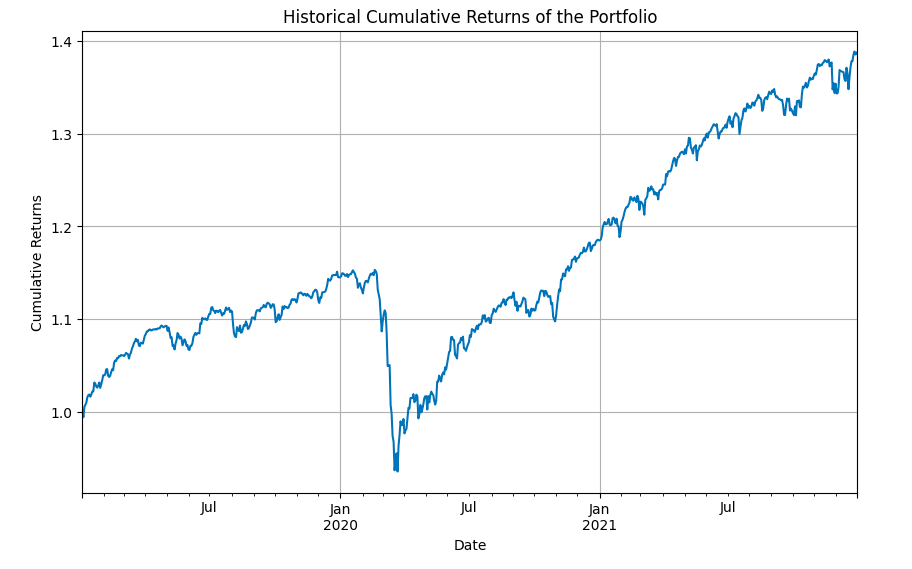 Historical Cumulative Returns of the Portfolio
1.4
1.3
1.2
1.1
1.0
Cumulative Returns
Jul
Jan
2020
Jul
Jan
2021
Jul
Date